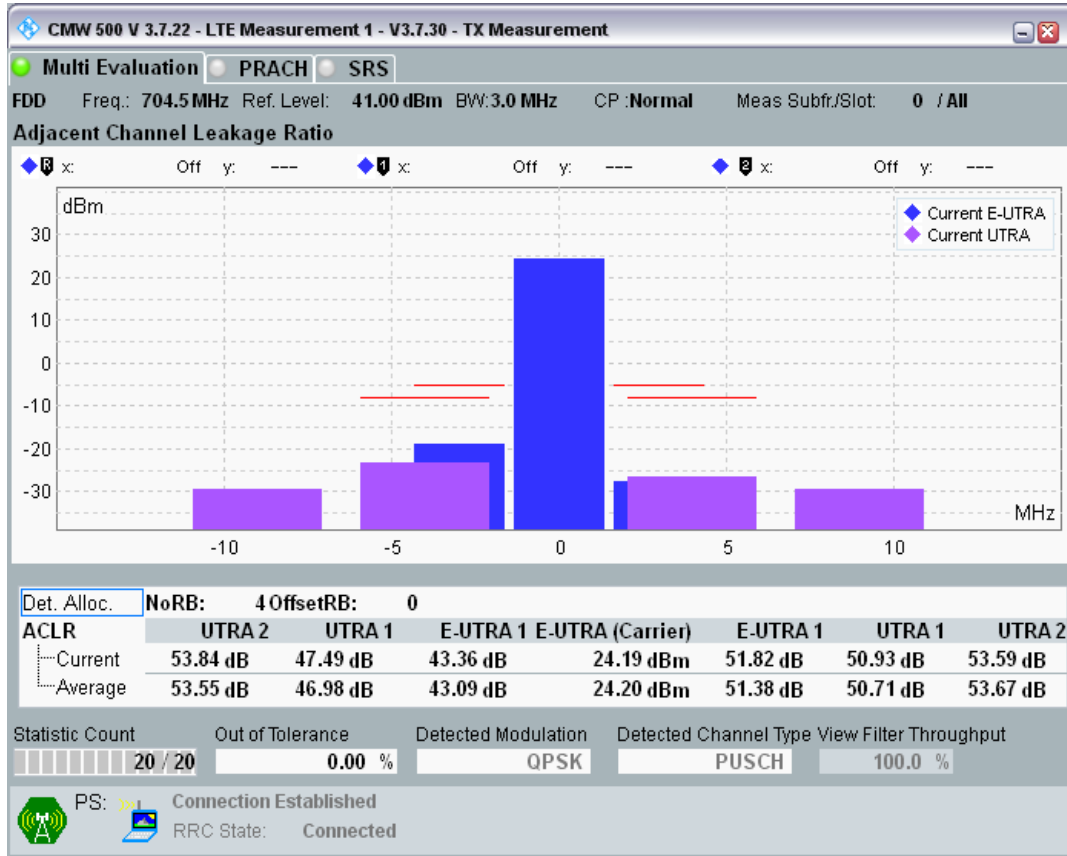 CMW 500 V 3.7.22 - LTE Measurement 1 - V3.7.30 - TX Measurement
Multi Evaluation PRACH SRS
FDD Freq.: 704.5 MHz Ref. Level: 41.00 dBm BW: 3.0 MHz CP :Normal Meas Subfr./Slot: 0 / All
Adjacent Channel Leakage Ratio
R x: Off y: --- 1 x: Off y: --- 2 x: Off y: ---
dBm
Current E-UTRA
Current UTRA
30
20
10
0
-10
-20
-30
MHz
-10 -5 0 5 10
Det. Alloc. NoRB: 4 OffsetRB: 0
ACLR UTRA 2 UTRA 1 E-UTRA 1 E-UTRA (Carrier) E-UTRA 1 UTRA 1 UTRA 2
Current 53.84 dB 47.49 dB 43.36 dB 24.19 dBm 51.82 dB 50.93 dB 53.59 dB
Average 53.55 dB 46.98 dB 43.09 dB 24.20 dBm 51.38 dB 50.71 dB 53.67 dB
Statistic Count Out of Tolerance Detected Modulation Detected Channel Type View Filter Throughput
20 / 20 0.00 % QPSK PUSCH 100.0 %
PS: Connection Established
RRC State: Connected